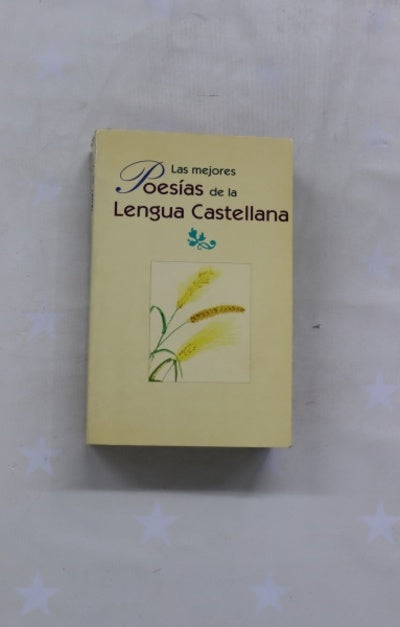 Las mejores
Poesías de la
Lengua Castellana